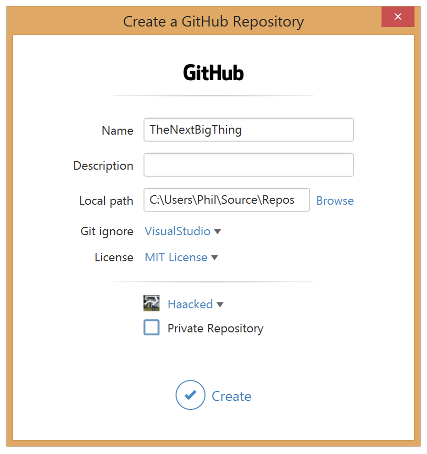 Create a GitHub Repository
GitHub
Name TheNextBigThing
Description
Local path C:\Users\Phil\Source\Repos Browse
Git ignore VisualStudio
License MIT License
Haacked
Private Repository
Create